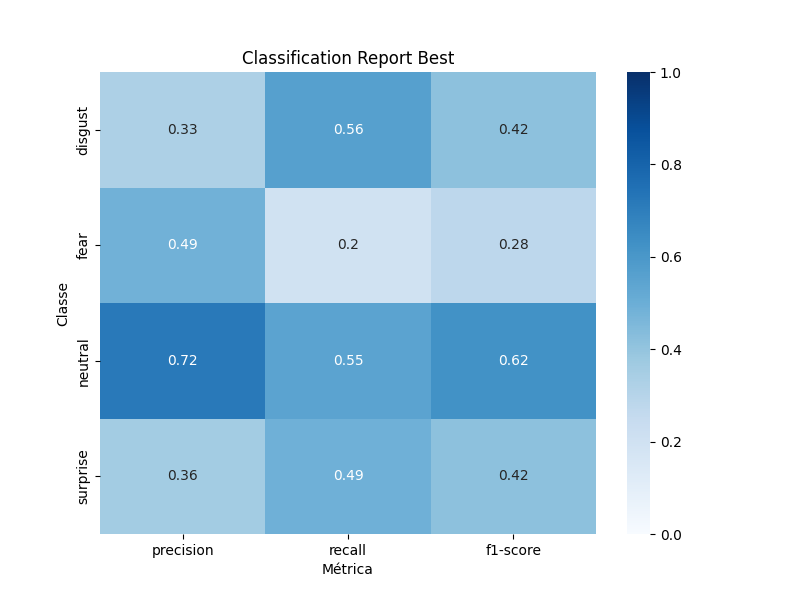 Classification Report Best
Classe
disgust 0.33 0.56 0.42
fear 0.49 0.2 0.28
neutral 0.72 0.55 0.62
surprise 0.36 0.49 0.42
precision recall f1-score
Métrica
1.0
0.8
0.6
0.4
0.2
0.0